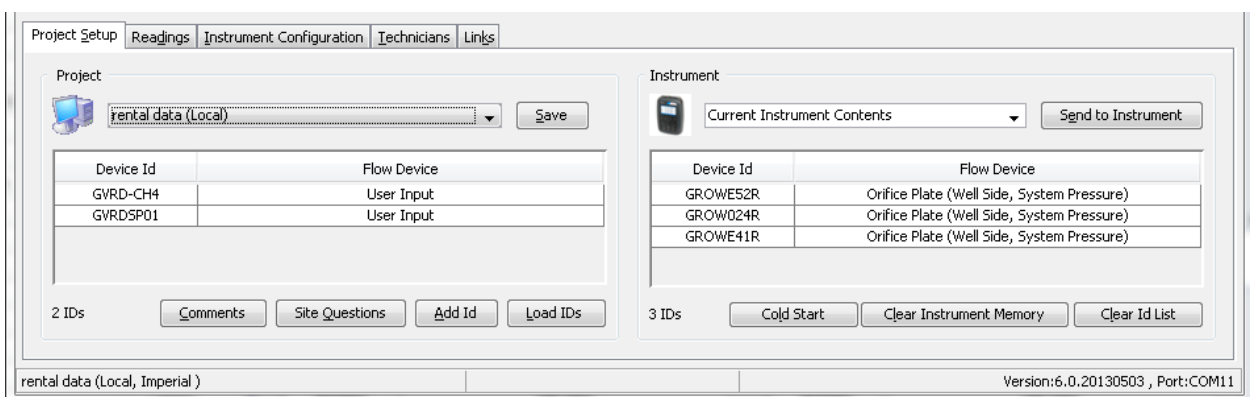 Project Setup Readings Instrument Configuration Technicians Links
Project
rental data (Local)
Save
Device Id Flow Device
GVRD-CH4 User Input
GVRDSP01 User Input
2 IDs Comments Site Questions Add Id Load IDs
Instrument
Current Instrument Contents
Send to Instrument
Device Id Flow Device
GROWE52R Orifice Plate (Well Side, System Pressure)
GROW024R Orifice Plate (Well Side, System Pressure)
GROWE41R Orifice Plate (Well Side, System Pressure)
3 IDs Cold Start Clear Instrument Memory Clear Id List
rental data (Local, Imperial ) Version:6.0.20130503 , Port:COM11